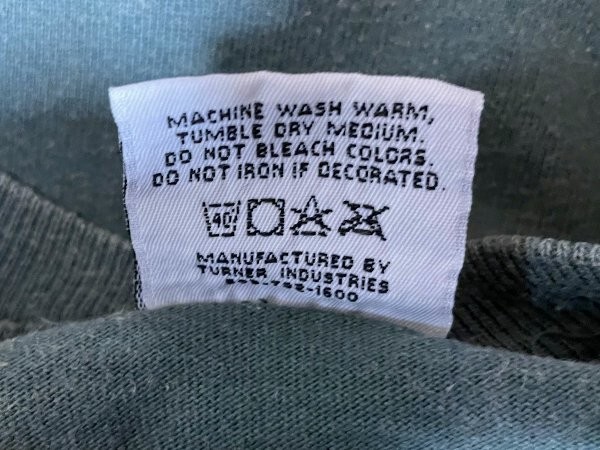 MACHINE WASH WARM,
TUMBLE DRY MEDIUM.
DO NOT BLEACH COLORS.
DO NOT IRON IF DECORATED.
40
MANUFACTURED BY
TURNER INDUSTRIES